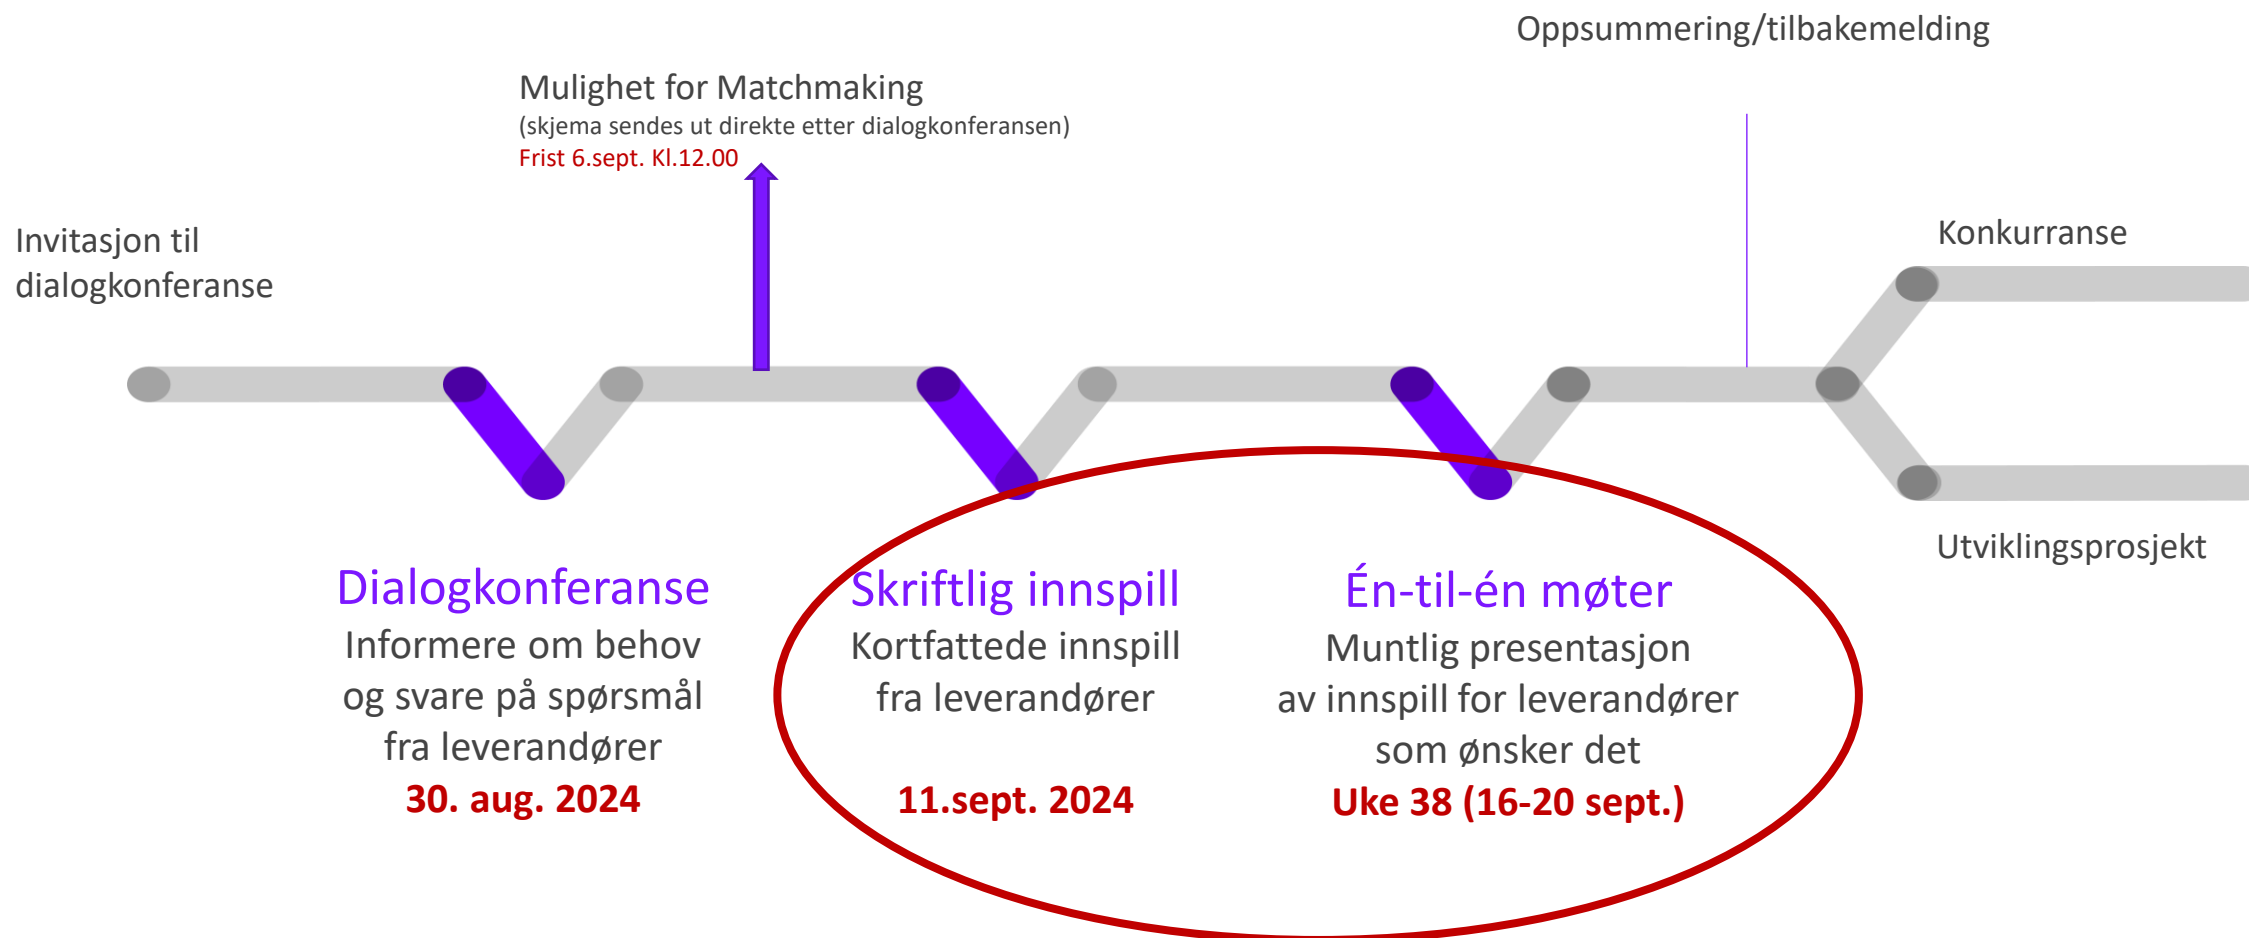 Oppsummering/tilbakemelding
Mulighet for Matchmaking
(skjema sendes ut direkte etter dialogkonferansen)
Frist 6.sept. Kl.12.00
Invitasjon til
dialogkonferanse
Konkurranse
Utviklingsprosjekt
Dialogkonferanse
Informere om behov
og svare på spørsmål
fra leverandører
30. aug. 2024
Skriftlig innspill
Kortfattede innspill
fra leverandører
11.sept. 2024
Én-til-én møter
Muntlig presentasjon
av innspill for leverandører
som ønsker det
Uke 38 (16-20 sept.)